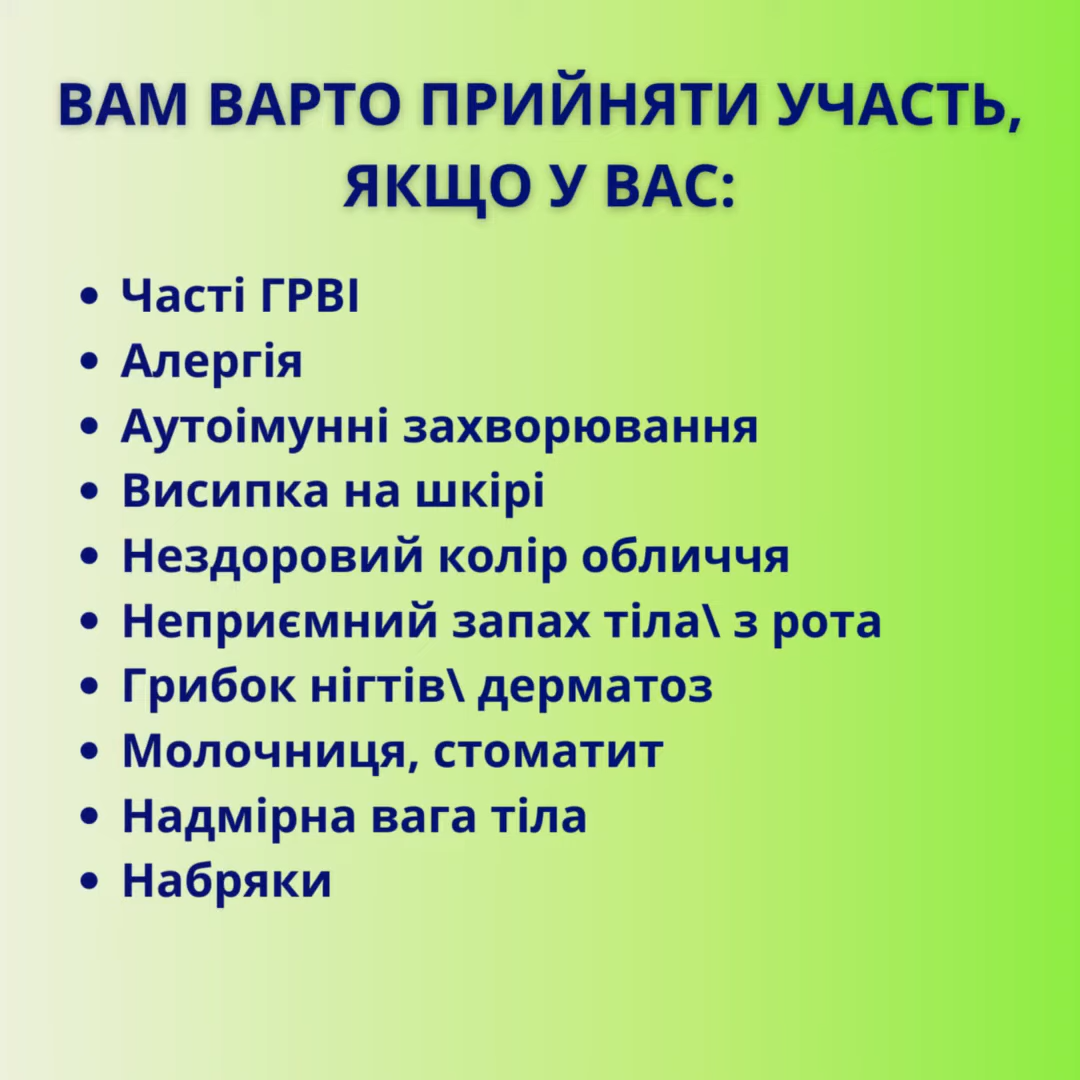 ВАМ ВАРТО ПРИЙНЯТИ УЧАСТЬ,
ЯКЩО У ВАС:
• Часті ГРВІ
• Алергія
• Аутоімунні захворювання
• Висипка на шкірі
• Нездоровий колір обличчя
• Неприємний запах тіла\ з рота
• Грибок нігтів\ дерматоз
• Молочниця, стоматит
• Надмірна вага тіла
• Набряки